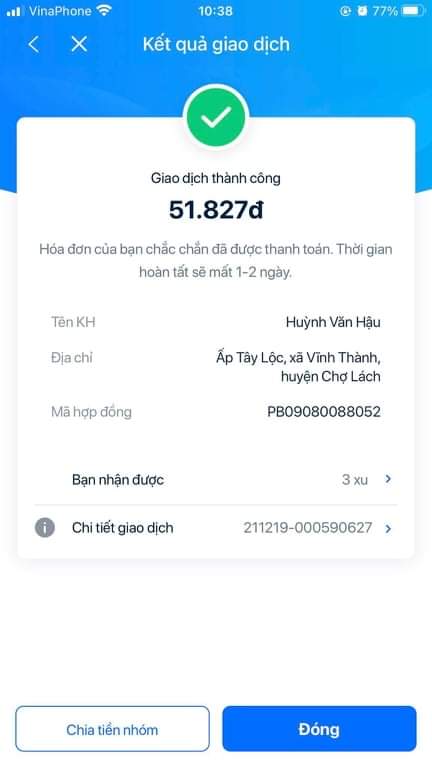 VinaPhone 10:38 77%
Kết quả giao dịch
Giao dịch thành công
51.827đ
Hóa đơn của bạn chắc chắn đã được thanh toán. Thời gian
hoàn tất sẽ mất 1-2 ngày.
Tên KH Huỳnh Văn Hậu
Địa chỉ Ấp Tây Lộc, xã Vĩnh Thành,
huyện Chợ Lách
Mã hợp đồng PB09080088052
Bạn nhận được 3 xu
Chi tiết giao dịch 211219-000590627
Chia tiền nhóm Đóng